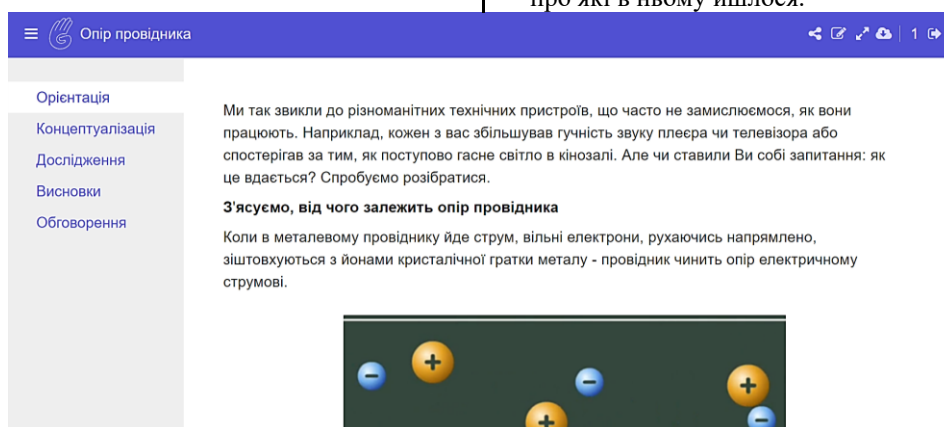 про які в ньому йшлося.
Опір провідника
1
Орієнтація
Концептуалізація
Дослідження
Висновки
Обговорення
Ми так звикли до різноманітних технічних пристроїв, що часто не замислюємося, як вони
працюють. Наприклад, кожен з вас збільшував гучність звуку плеєра чи телевізора або
спостерігав за тим, як поступово гасне світло в кінозалі. Але чи ставили Ви собі запитання: як
це вдається? Спробуємо розібратися.
З'ясуємо, від чого залежить опір провідника
Коли в металевому провіднику йде струм, вільні електрони, рухаючись напрямлено,
зіштовхуються з йонами кристалічної гратки металу - провідник чинить опір електричному
струмові.